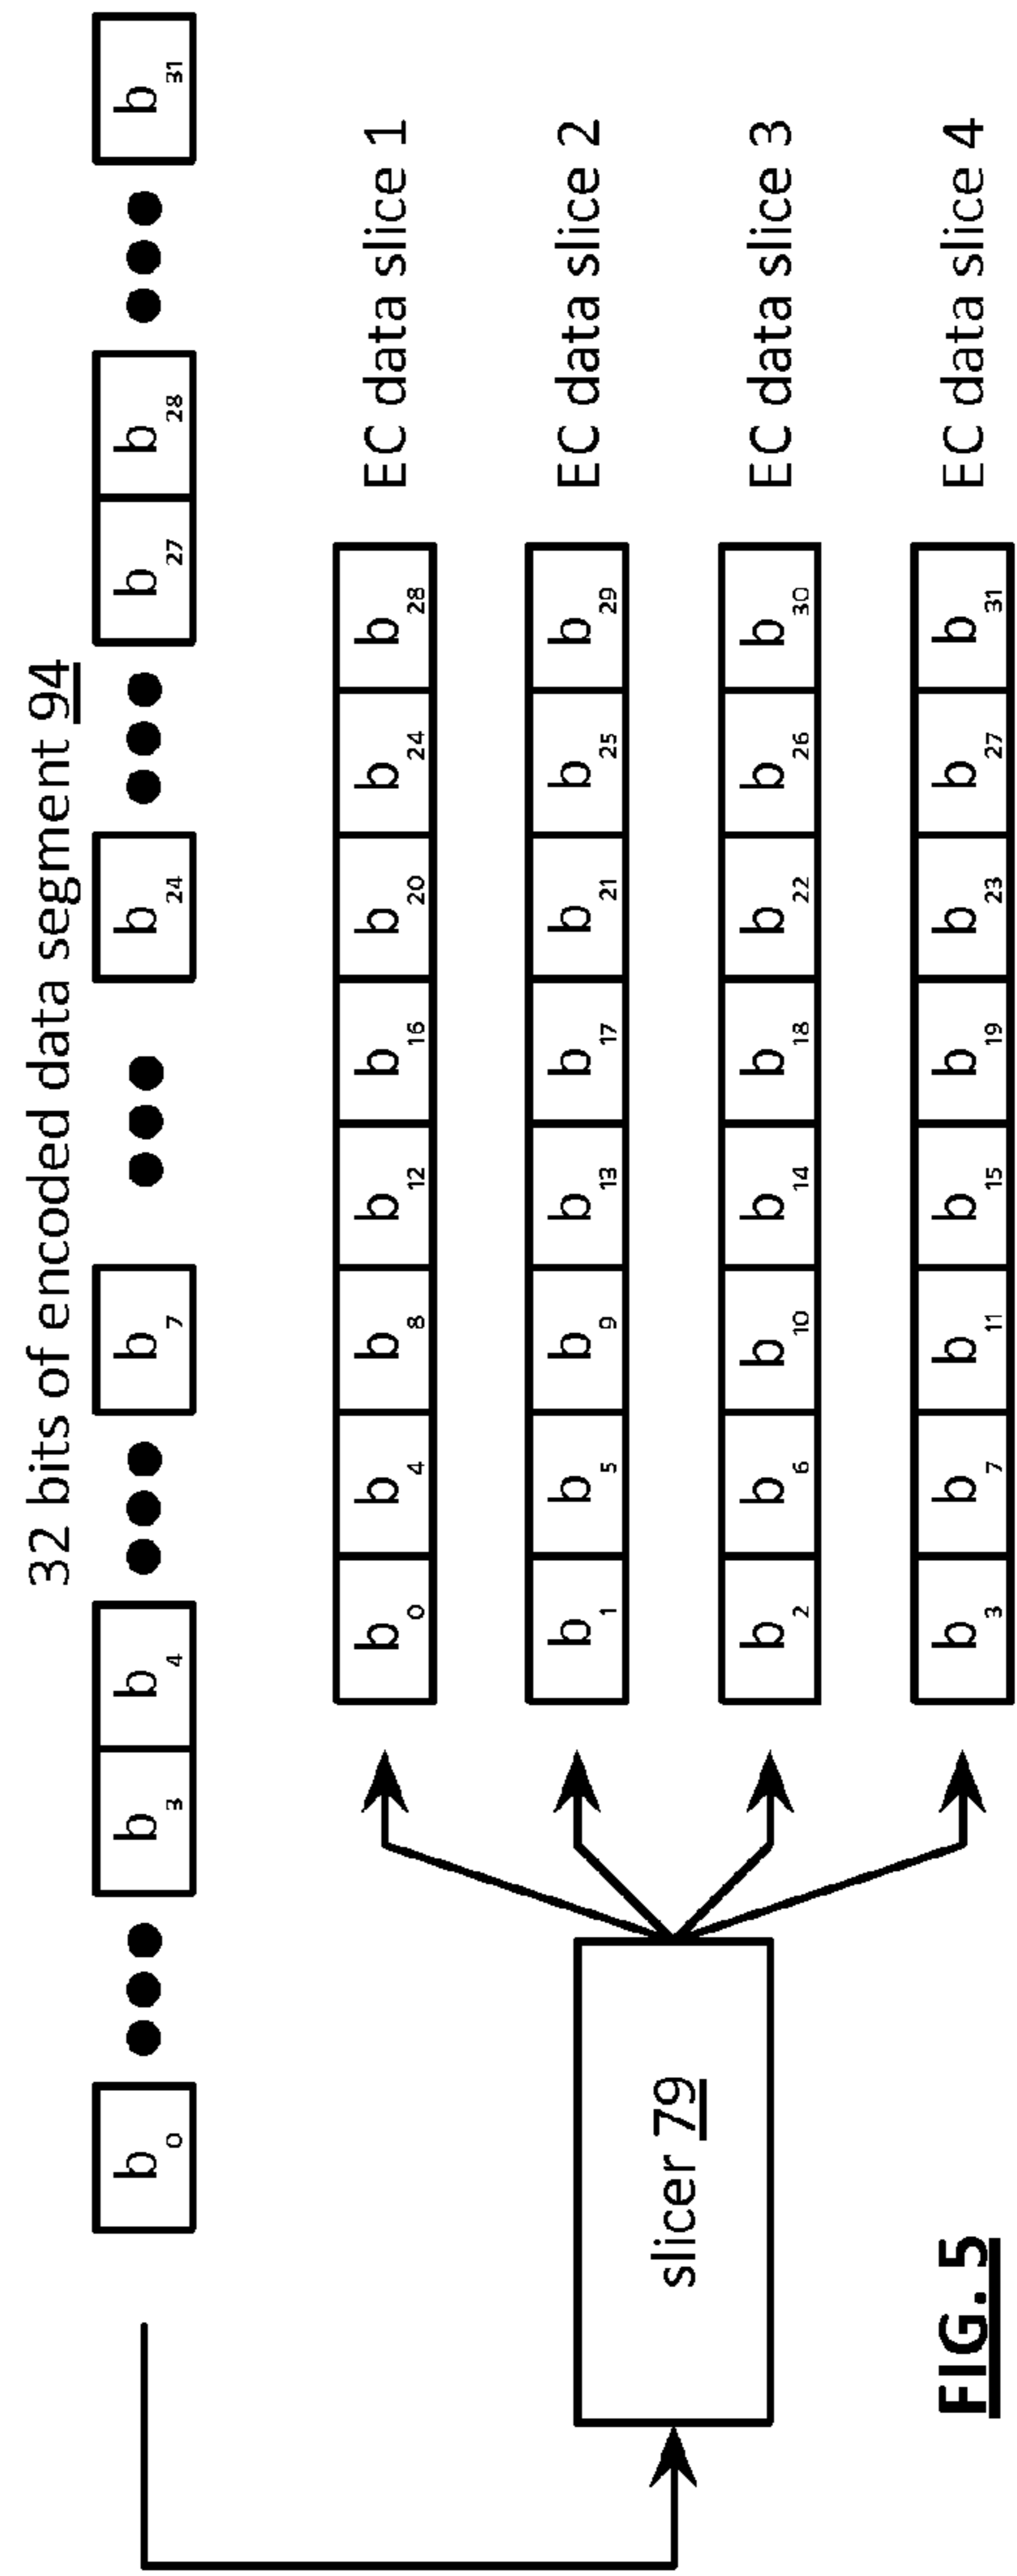 32 bits of encoded data segment 94
b0 ●●● b3 b4 ●●● b7 ●●● b24 ●●● b27 b28 ●●● b31
b0 b4 b8 b12 b16 b20 b24 b28 EC data slice 1
b1 b5 b9 b13 b17 b21 b25 b29 EC data slice 2
slicer 79
b2 b6 b10 b14 b18 b22 b26 b30 EC data slice 3
b3 b7 b11 b15 b19 b23 b27 b31 EC data slice 4
FIG. 5